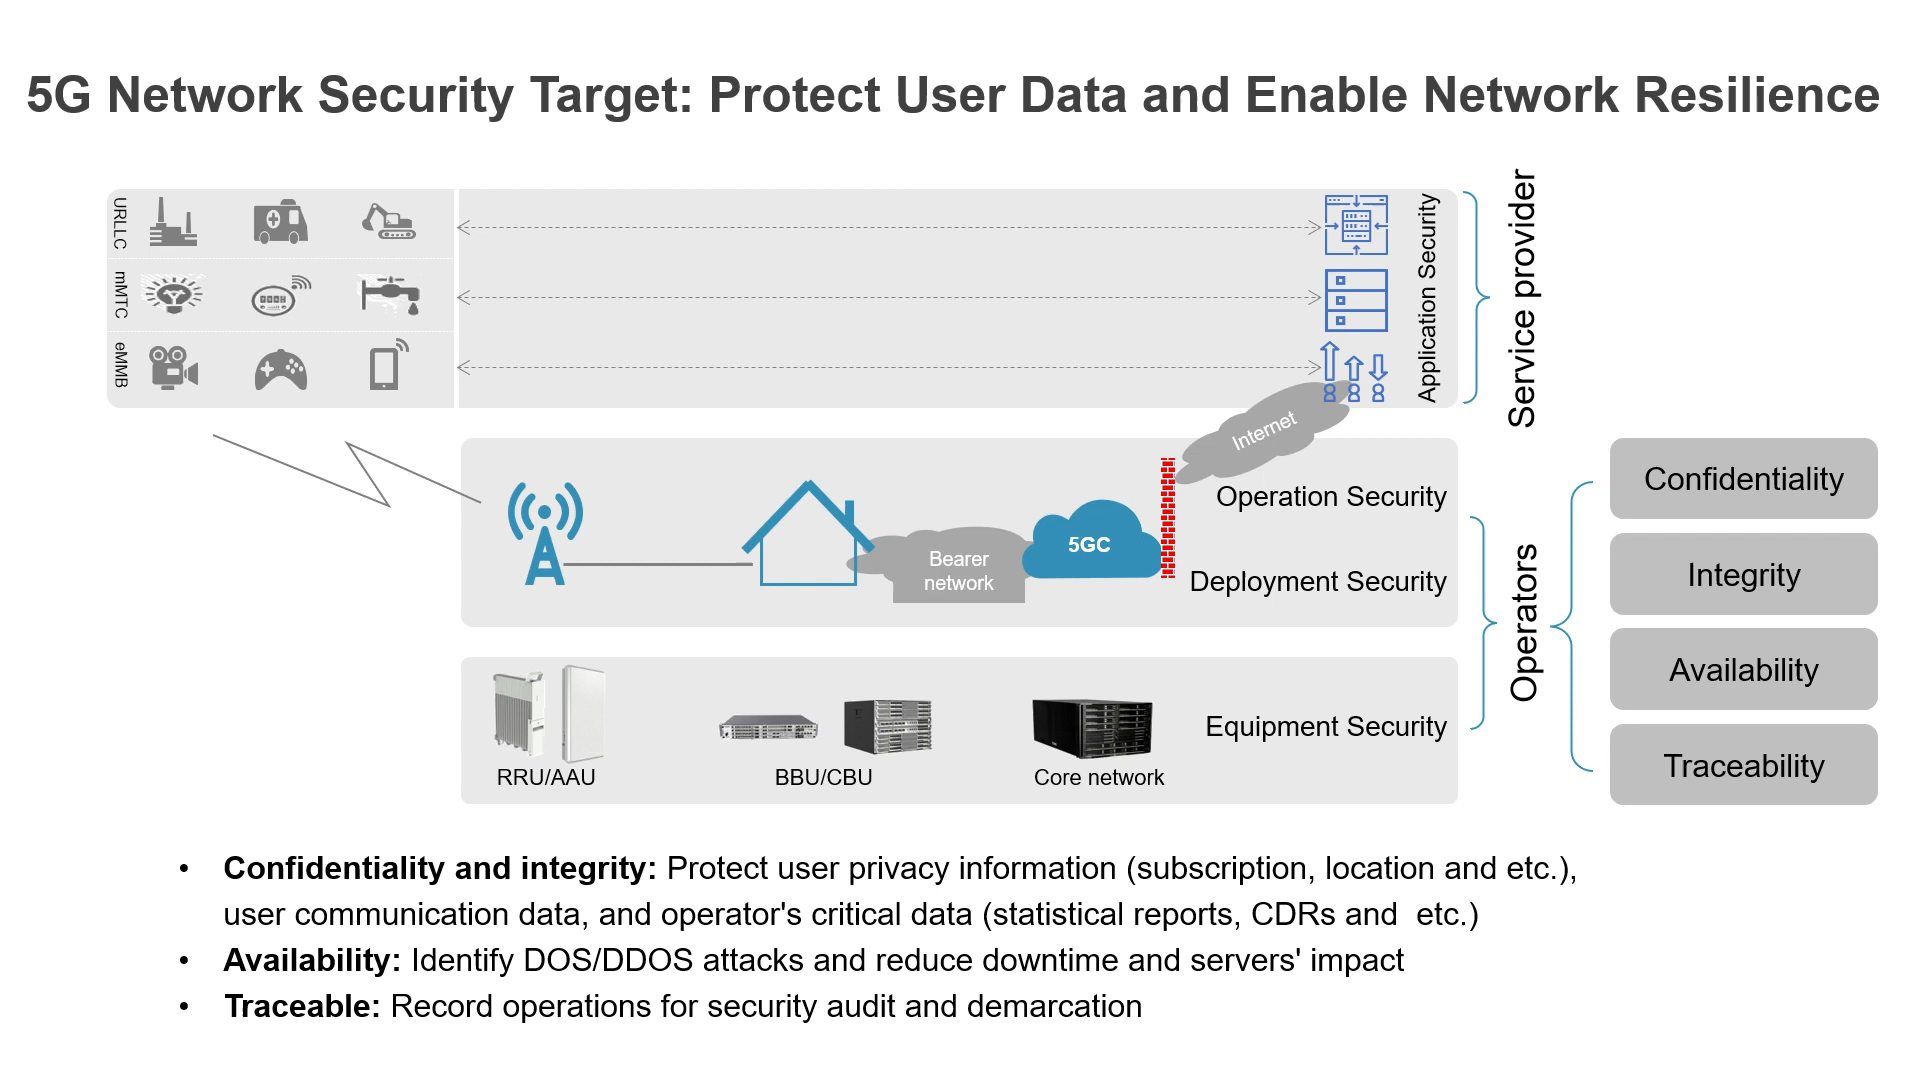 5G Network Security Target: Protect User Data and Enable Network Resilience
URLLC
mMTC
eMMB
Application Security
Service provider
Internet
Operation Security
Bearer
network
5GC
Deployment Security
Equipment Security
RRU/AAU
BBU/CBU
Core network
Operators
Confidentiality
Integrity
Availability
Traceability
• Confidentiality and integrity: Protect user privacy information (subscription, location and etc.),
user communication data, and operator's critical data (statistical reports, CDRs and  etc.)
• Availability: Identify DOS/DDOS attacks and reduce downtime and servers' impact
• Traceable: Record operations for security audit and demarcation